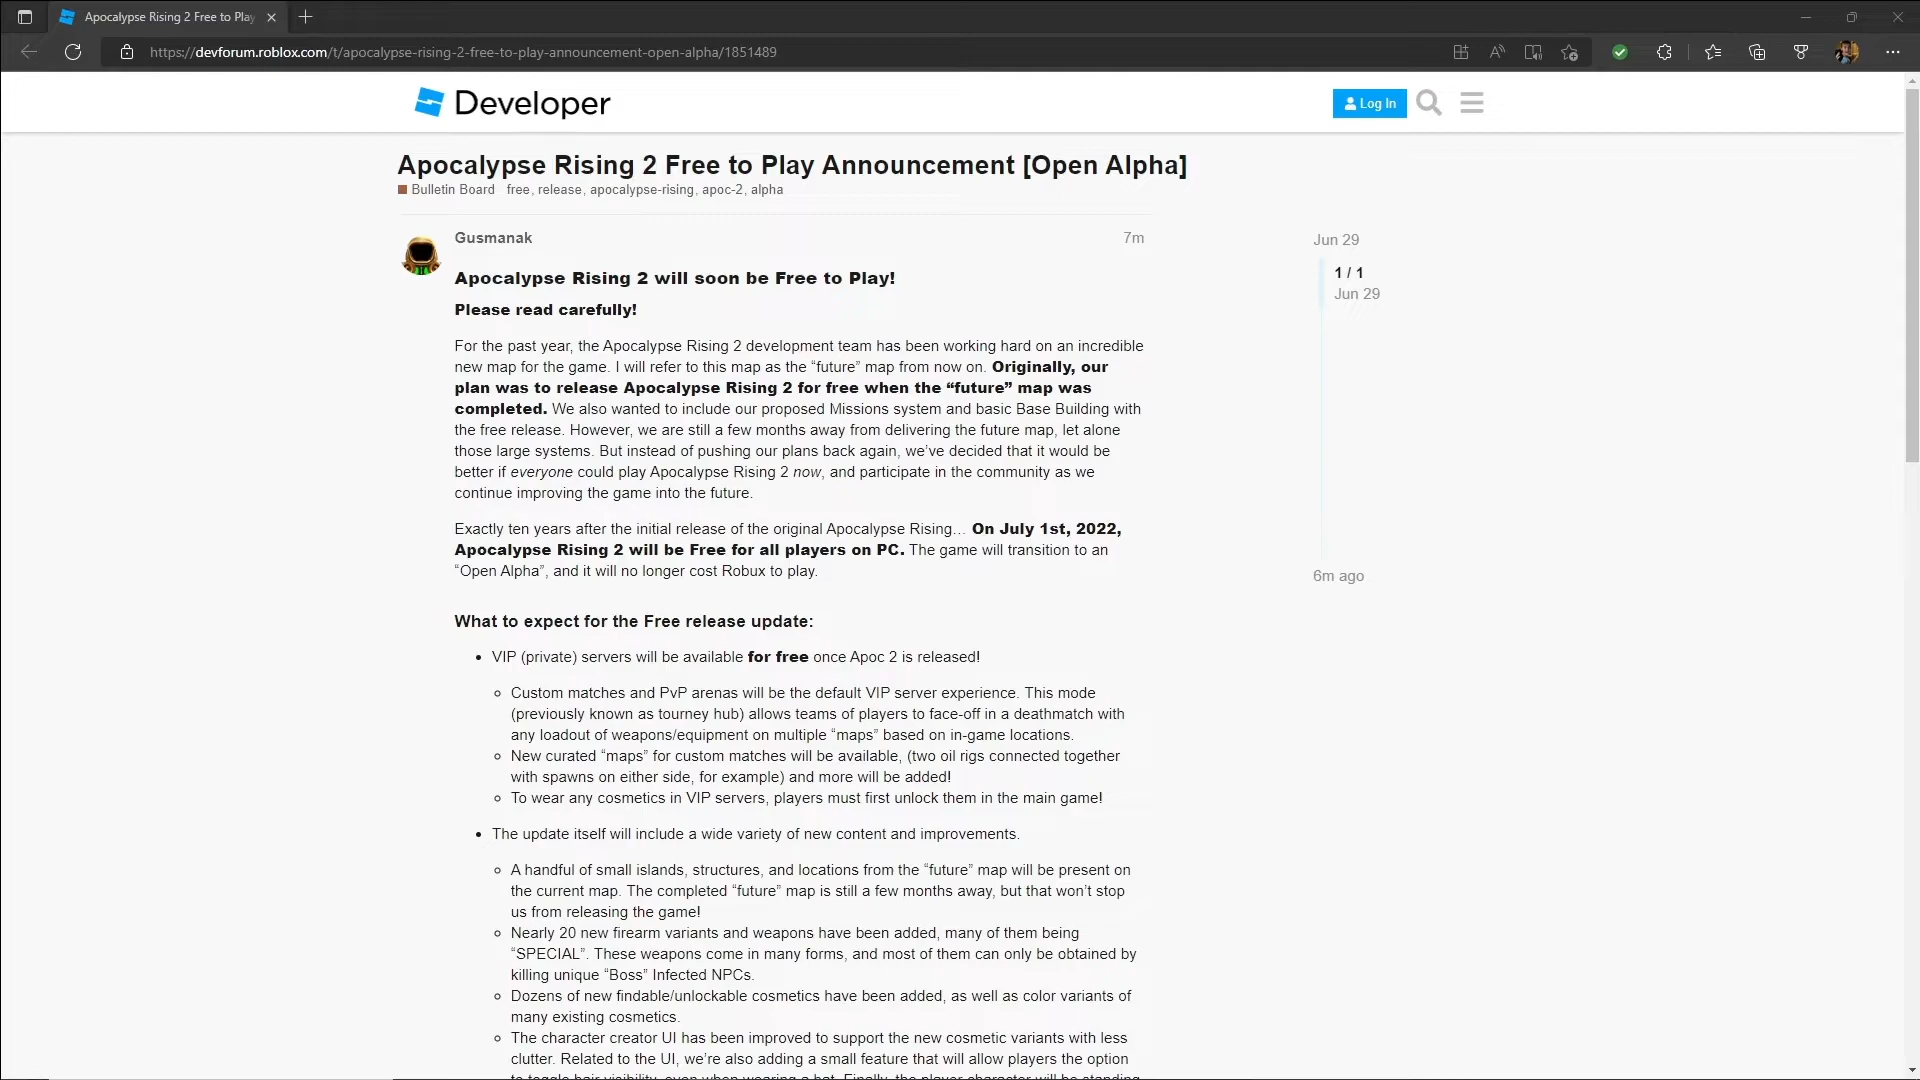 Apocalypse Rising 2 Free to Play
https://devforum.roblox.com/t/apocalypse-rising-2-free-to-play-announcement-open-alpha/1851489
Developer
Log In
Apocalypse Rising 2 Free to Play Announcement [Open Alpha]
Bulletin Board free, release, apocalypse-rising, apoc-2, alpha
Gusmanak
7m
Jun 29
1 / 1
Jun 29
6m ago
Apocalypse Rising 2 will soon be Free to Play!
Please read carefully!
For the past year, the Apocalypse Rising 2 development team has been working hard on an incredible
new map for the game. I will refer to this map as the “future” map from now on. Originally, our
plan was to release Apocalypse Rising 2 for free when the “future” map was
completed. We also wanted to include our proposed Missions system and basic Base Building with
the free release. However, we are still a few months away from delivering the future map, let alone
those large systems. But instead of pushing our plans back again, we’ve decided that it would be
better if everyone could play Apocalypse Rising 2 now, and participate in the community as we
continue improving the game into the future.
Exactly ten years after the initial release of the original Apocalypse Rising… On July 1st, 2022,
Apocalypse Rising 2 will be Free for all players on PC. The game will transition to an
“Open Alpha”, and it will no longer cost Robux to play.
What to expect for the Free release update:
• VIP (private) servers will be available for free once Apoc 2 is released!
◦ Custom matches and PvP arenas will be the default VIP server experience. This mode
(previously known as tourney hub) allows teams of players to face-off in a deathmatch with
any loadout of weapons/equipment on multiple “maps” based on in-game locations.
◦ New curated “maps” for custom matches will be available, (two oil rigs connected together
with spawns on either side, for example) and more will be added!
◦ To wear any cosmetics in VIP servers, players must first unlock them in the main game!
• The update itself will include a wide variety of new content and improvements.
◦ A handful of small islands, structures, and locations from the “future” map will be present on
the current map. The completed “future” map is still a few months away, but that won’t stop
us from releasing the game!
◦ Nearly 20 new firearm variants and weapons have been added, many of them being
“SPECIAL”. These weapons come in many forms, and most of them can only be obtained by
killing unique “Boss” Infected NPCs.
◦ Dozens of new findable/unlockable cosmetics have been added, as well as color variants of
many existing cosmetics.
◦ The character creator UI has been improved to support the new cosmetic variants with less
clutter. Related to the UI, we’re also adding a small feature that will allow players the option
to toggle hair visibility, even when wearing a hat. Finally, the player character will be standing